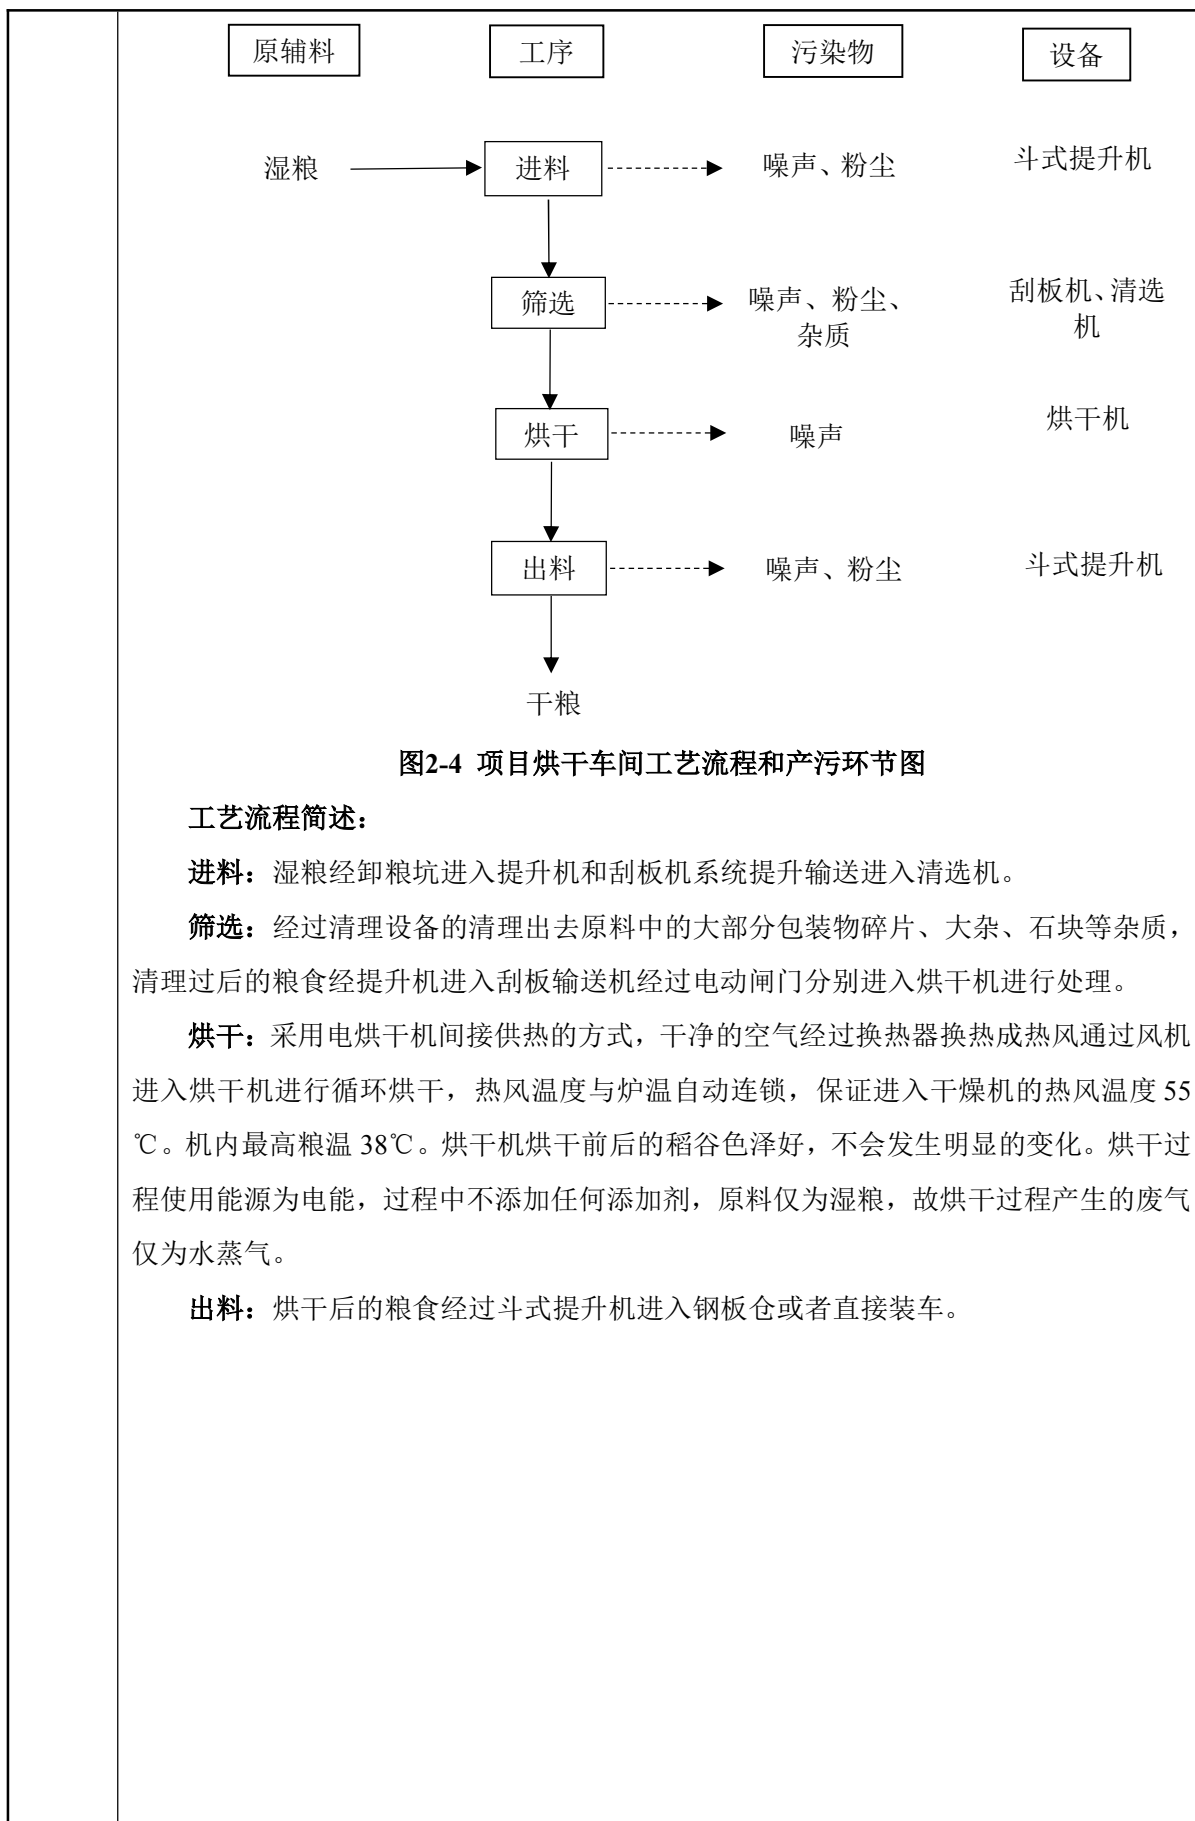 原辅料 工序 污染物 设备
湿粮 进料 噪声、粉尘 斗式提升机
筛选 噪声、粉尘、 刮板机、清选
杂质 机
烘干 噪声 烘干机
出料 噪声、粉尘 斗式提升机
干粮
图2-4 项目烘干车间工艺流程和产污环节图
工艺流程简述：
进料：湿粮经卸粮坑进入提升机和刮板机系统提升输送进入清选机。
筛选：经过清理设备的清理出去原料中的大部分包装物碎片、大杂、石块等杂质，
清理过后的粮食经提升机进入刮板输送机经过电动闸门分别进入烘干机进行处理。
烘干：采用电烘干机间接供热的方式，干净的空气经过换热器换热成热风通过风机
进入烘干机进行循环烘干，热风温度与炉温自动连锁，保证进入干燥机的热风温度 55
℃。机内最高粮温 38℃。烘干机烘干前后的稻谷色泽好，不会发生明显的变化。烘干过
程使用能源为电能，过程中不添加任何添加剂，原料仅为湿粮，故烘干过程产生的废气
仅为水蒸气。
出料：烘干后的粮食经过斗式提升机进入钢板仓或者直接装车。